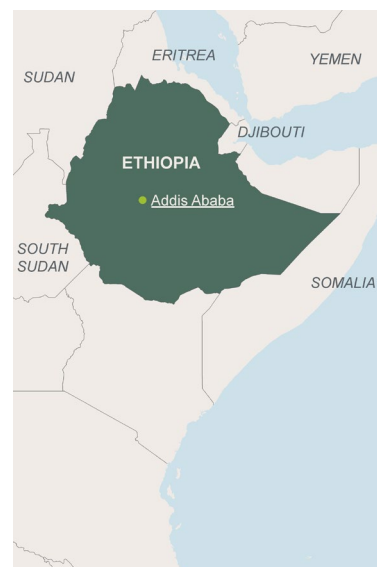 ERITREA
YEMEN
SUDAN
DJIBOUTI
ETHIOPIA
Addis Ababa
SOUTH
SUDAN
SOMALIA